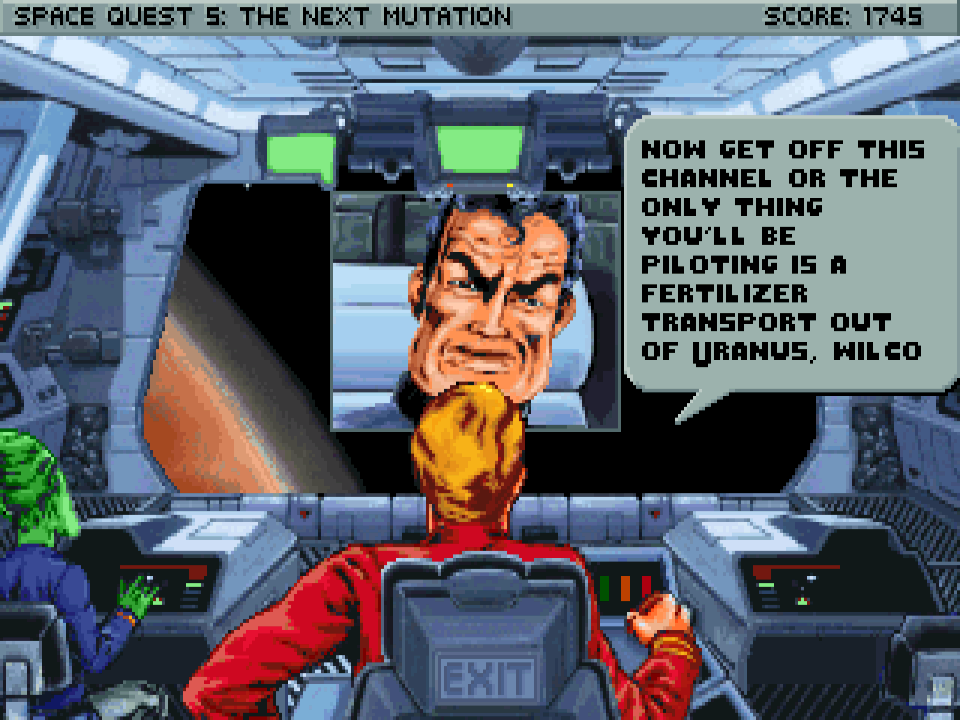 SPACE QUEST 5: THE NEXT MUTATION SCORE: 1745
NOW GET OFF THIS
CHANNEL OR THE
ONLY THING
YOU'LL BE
PILOTING IS A
FERTILIZER
TRANSPORT OUT
OF URANUS, WILCO
EXIT